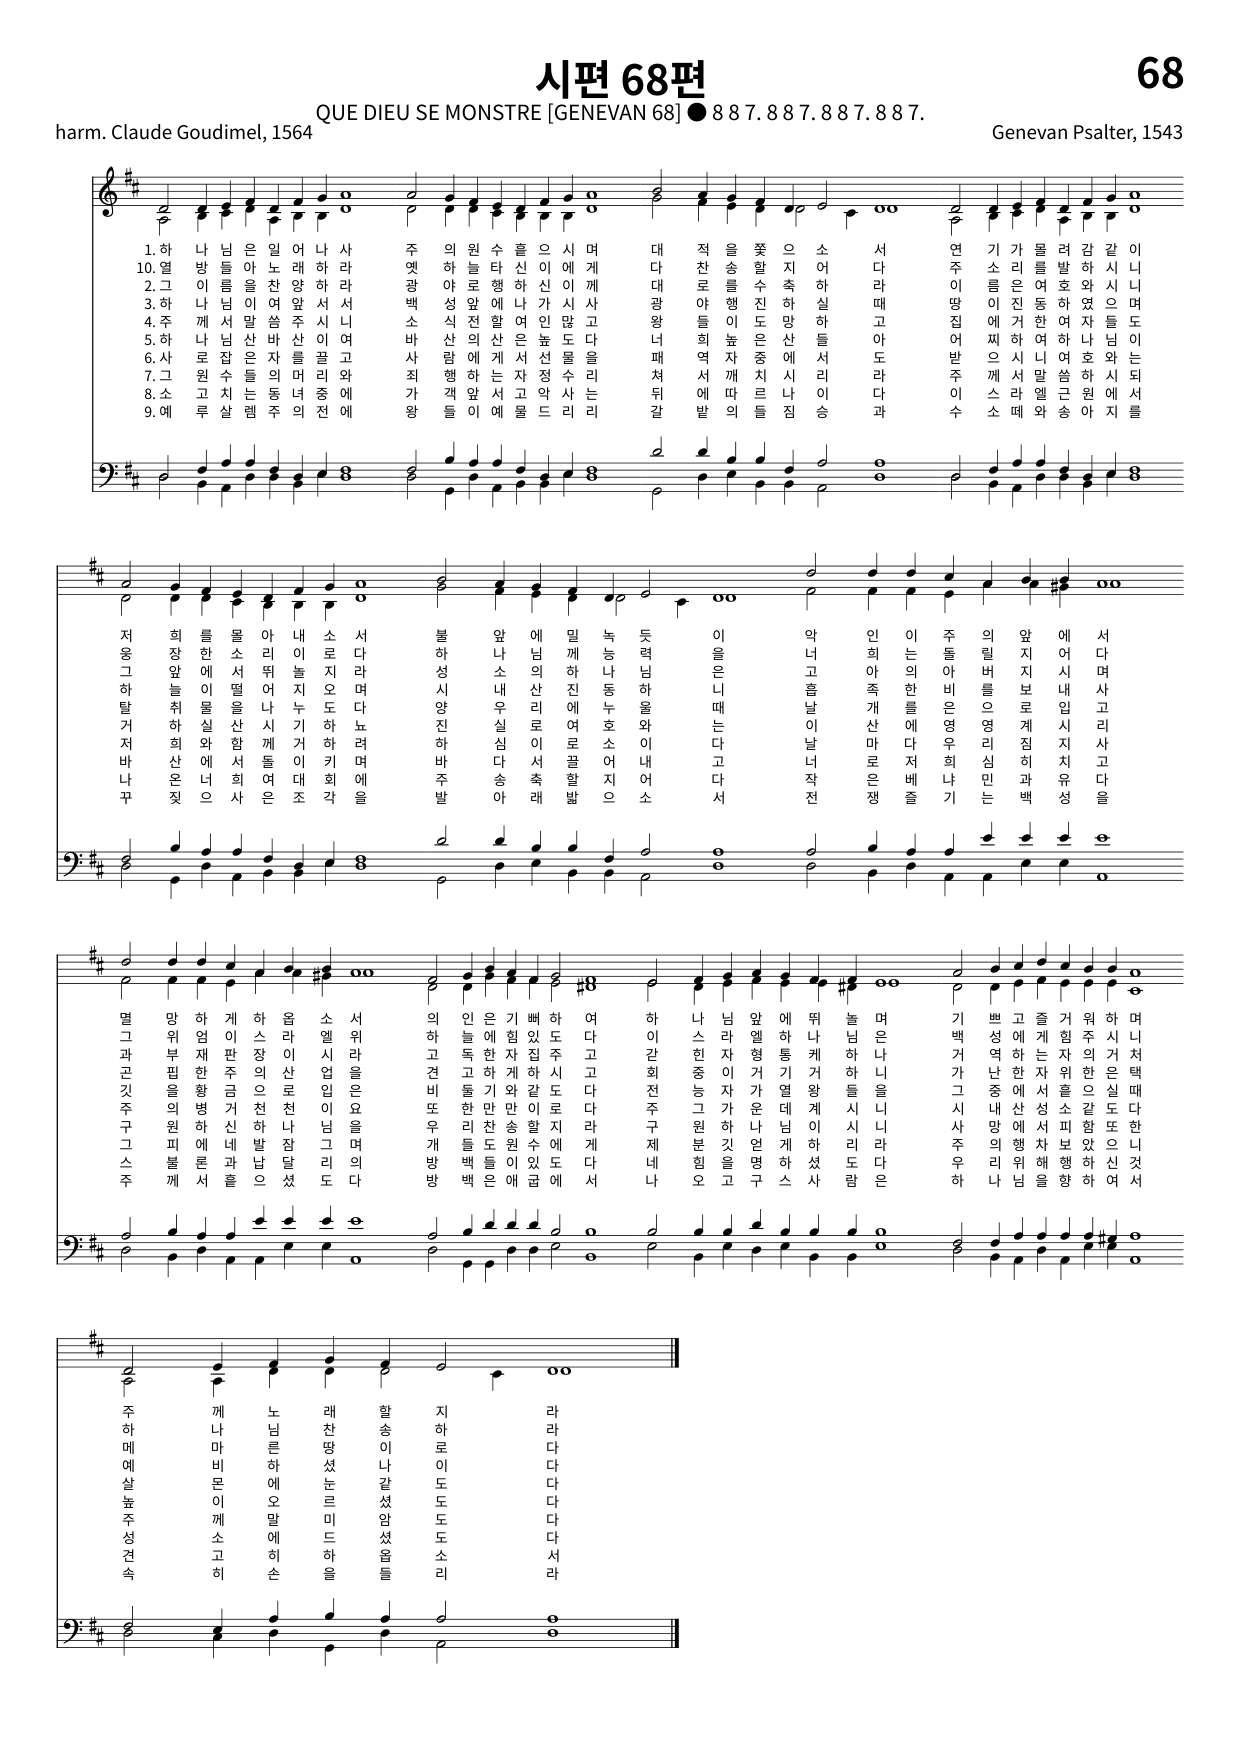 시편 68편
68
QUE DIEU SE MONSTRE [GENEVAN 68] ● 8 8 7. 8 8 7. 8 8 7. 8 8 7.
harm. Claude Goudimel, 1564
Genevan Psalter, 1543
1. 하 나 님 은 일 어 나 사 주 의 원 수 흩 으 시 며 대 적 을 쫓 으 소 서 연 기 가 몰 려 감 같 이
10. 열 방 들 아 노 래 하 라 옛 하 늘 타 신 이 에 게 다 찬 송 할 지 어 다 주 소 리 를 발 하 시 니
2. 그 이 름 을 찬 양 하 라 광 야 로 행 하 신 이 께 대 로 를 수 축 하 라 이 름 은 여 호 와 시 니
3. 하 나 님 이 여 앞 서 서 백 성 앞 에 나 가 시 사 광 야 행 진 하 실 때 땅 이 진 동 하 였 으 며
4. 주 께 서 말 씀 주 시 니 소 식 전 할 여 인 많 고 왕 들 이 도 망 하 고 집 에 거 한 여 자 들 도
5. 하 나 님 산 바 산 이 여 바 산 의 산 은 높 도 다 너 희 높 은 산 들 아 어 찌 하 여 하 나 님 이
6. 사 로 잡 은 자 를 끌 고 사 람 에 게 서 선 물 을 패 역 자 중 에 서 도 받 으 시 니 여 호 와 는
7. 그 원 수 들 의 머 리 와 죄 행 하 는 자 정 수 리 쳐 서 깨 치 시 리 라 주 께 서 말 씀 하 시 되
8. 소 고 치 는 동 녀 중 에 가 객 앞 서 고 악 사 는 뒤 에 따 르 나 이 다 이 스 라 엘 근 원 에 서
9. 예 루 살 렘 주 의 전 에 왕 들 이 예 물 드 리 리 갈 밭 의 들 짐 승 과 수 소 떼 와 송 아 지 를
저 희 를 몰 아 내 소 서 불 앞 에 밀 녹 듯 이 악 인 이 주 의 앞 에 서
웅 장 한 소 리 이 로 다 하 나 님 께 능 력 을 너 희 는 돌 릴 지 어 다
그 앞 에 서 뛰 놀 지 라 성 소 의 하 나 님 은 고 아 의 아 버 지 시 며
하 늘 이 떨 어 지 오 며 시 내 산 진 동 하 니 흡 족 한 비 를 보 내 사
탈 취 물 을 나 누 도 다 양 우 리 에 누 울 때 날 개 를 은 으 로 입 고
거 하 실 산 시 기 하 뇨 진 실 로 여 호 와 는 이 산 에 영 영 계 시 리
저 희 와 함 께 거 하 려 하 심 이 로 소 이 다 날 마 다 우 리 짐 지 사
바 산 에 서 돌 이 키 며 바 다 서 끌 어 내 고 너 로 저 희 심 히 치 고
나 온 너 희 여 대 회 에 주 송 축 할 지 어 다 작 은 베 냐 민 과 유 다
꾸 짖 으 사 은 조 각 을 발 아 래 밟 으 소 서 전 쟁 즐 기 는 백 성 을
멸 망 하 게 하 옵 소 서 의 인 은 기 뻐 하 여 하 나 님 앞 에 뛰 놀 며 기 쁘 고 즐 거 워 하 며
그 위 엄 이 스 라 엘 위 하 늘 에 힘 있 도 다 이 스 라 엘 하 나 님 은 백 성 에 게 힘 주 시 니
과 부 재 판 장 이 시 라 고 독 한 자 집 주 고 갇 힌 자 형 통 케 하 나 거 역 하 는 자 의 거 처
곤 핍 한 주 의 산 업 을 견 고 하 게 하 시 고 회 중 이 거 기 거 하 니 가 난 한 자 위 한 은 택
깃 을 황 금 으 로 입 은 비 둘 기 와 같 도 다 전 능 자 가 열 왕 들 을 그 중 에 서 흩 으 실 때
주 의 병 거 천 천 이 요 또 한 만 만 이 로 다 주 그 가 운 데 계 시 니 시 내 산 성 소 같 도 다
구 원 하 신 하 나 님 을 우 리 찬 송 할 지 라 구 원 하 나 님 이 시 니 사 망 에 서 피 함 또 한
그 피 에 네 발 잠 그 며 개 들 도 원 수 에 게 제 분 깃 얻 게 하 리 라 주 의 행 차 보 았 으 니
스 불 론 과 납 달 리 의 방 백 들 이 있 도 다 네 힘 을 명 하 셨 도 다 우 리 위 해 행 하 신 것
주 께 서 흩 으 셨 도 다 방 백 은 애 굽 에 서 나 오 고 구 스 사 람 은 하 나 님 을 향 하 여 서
주 께 노 래 할 지 라
하 나 님 찬 송 하 라
메 마 른 땅 이 로 다
예 비 하 셨 나 이 다
살 몬 에 눈 같 도 다
높 이 오 르 셨 도 다
주 께 말 미 암 도 다
성 소 에 드 셨 도 다
견 고 히 하 옵 소 서
속 히 손 을 들 리 라